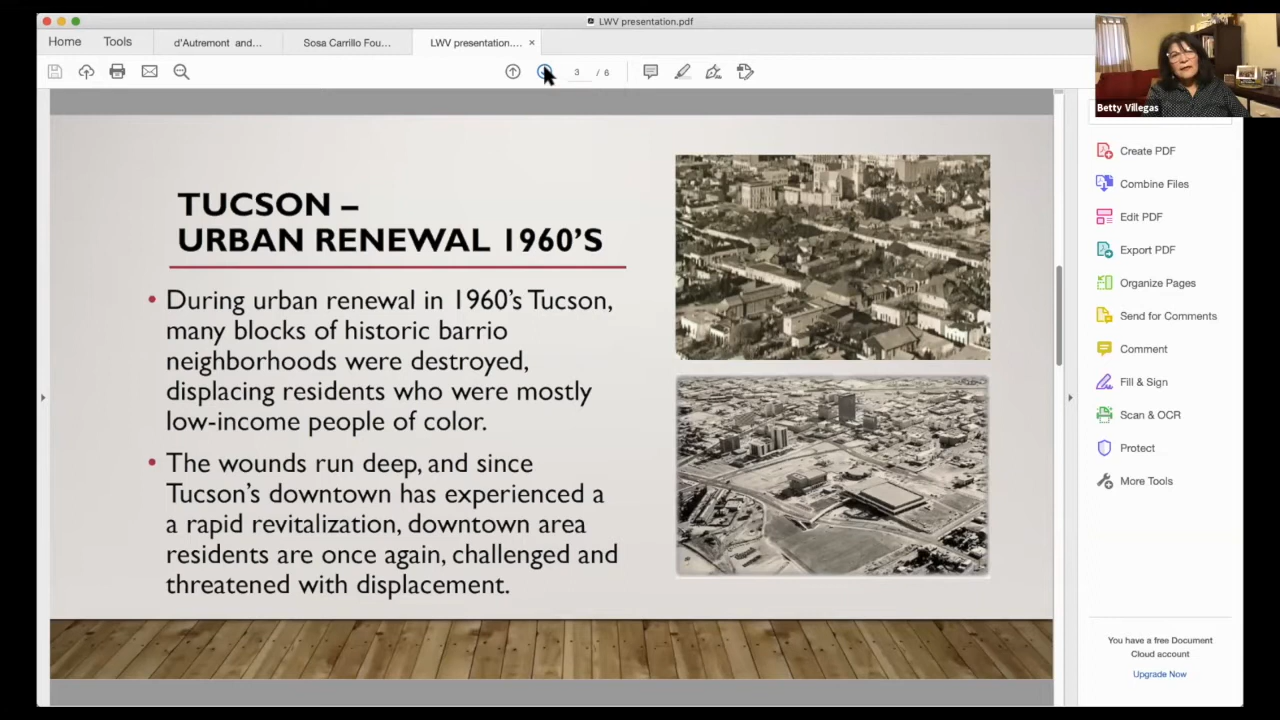 LWV presentation.pdf
Home
Tools
d'Autremont and...
Sosa Carrillo Fou...
LWV presentation.... ×
3 / 6
Betty Villegas
TUCSON –
URBAN RENEWAL 1960'S
• During urban renewal in 1960's Tucson,
many blocks of historic barrio
neighborhoods were destroyed,
displacing residents who were mostly
low-income people of color.
• The wounds run deep, and since
Tucson's downtown has experienced a
a rapid revitalization, downtown area
residents are once again, challenged and
threatened with displacement.
Create PDF
Combine Files
Edit PDF
Export PDF
Organize Pages
Send for Comments
Comment
Fill & Sign
Scan & OCR
Protect
More Tools
You have a free Document
Cloud account
Upgrade Now